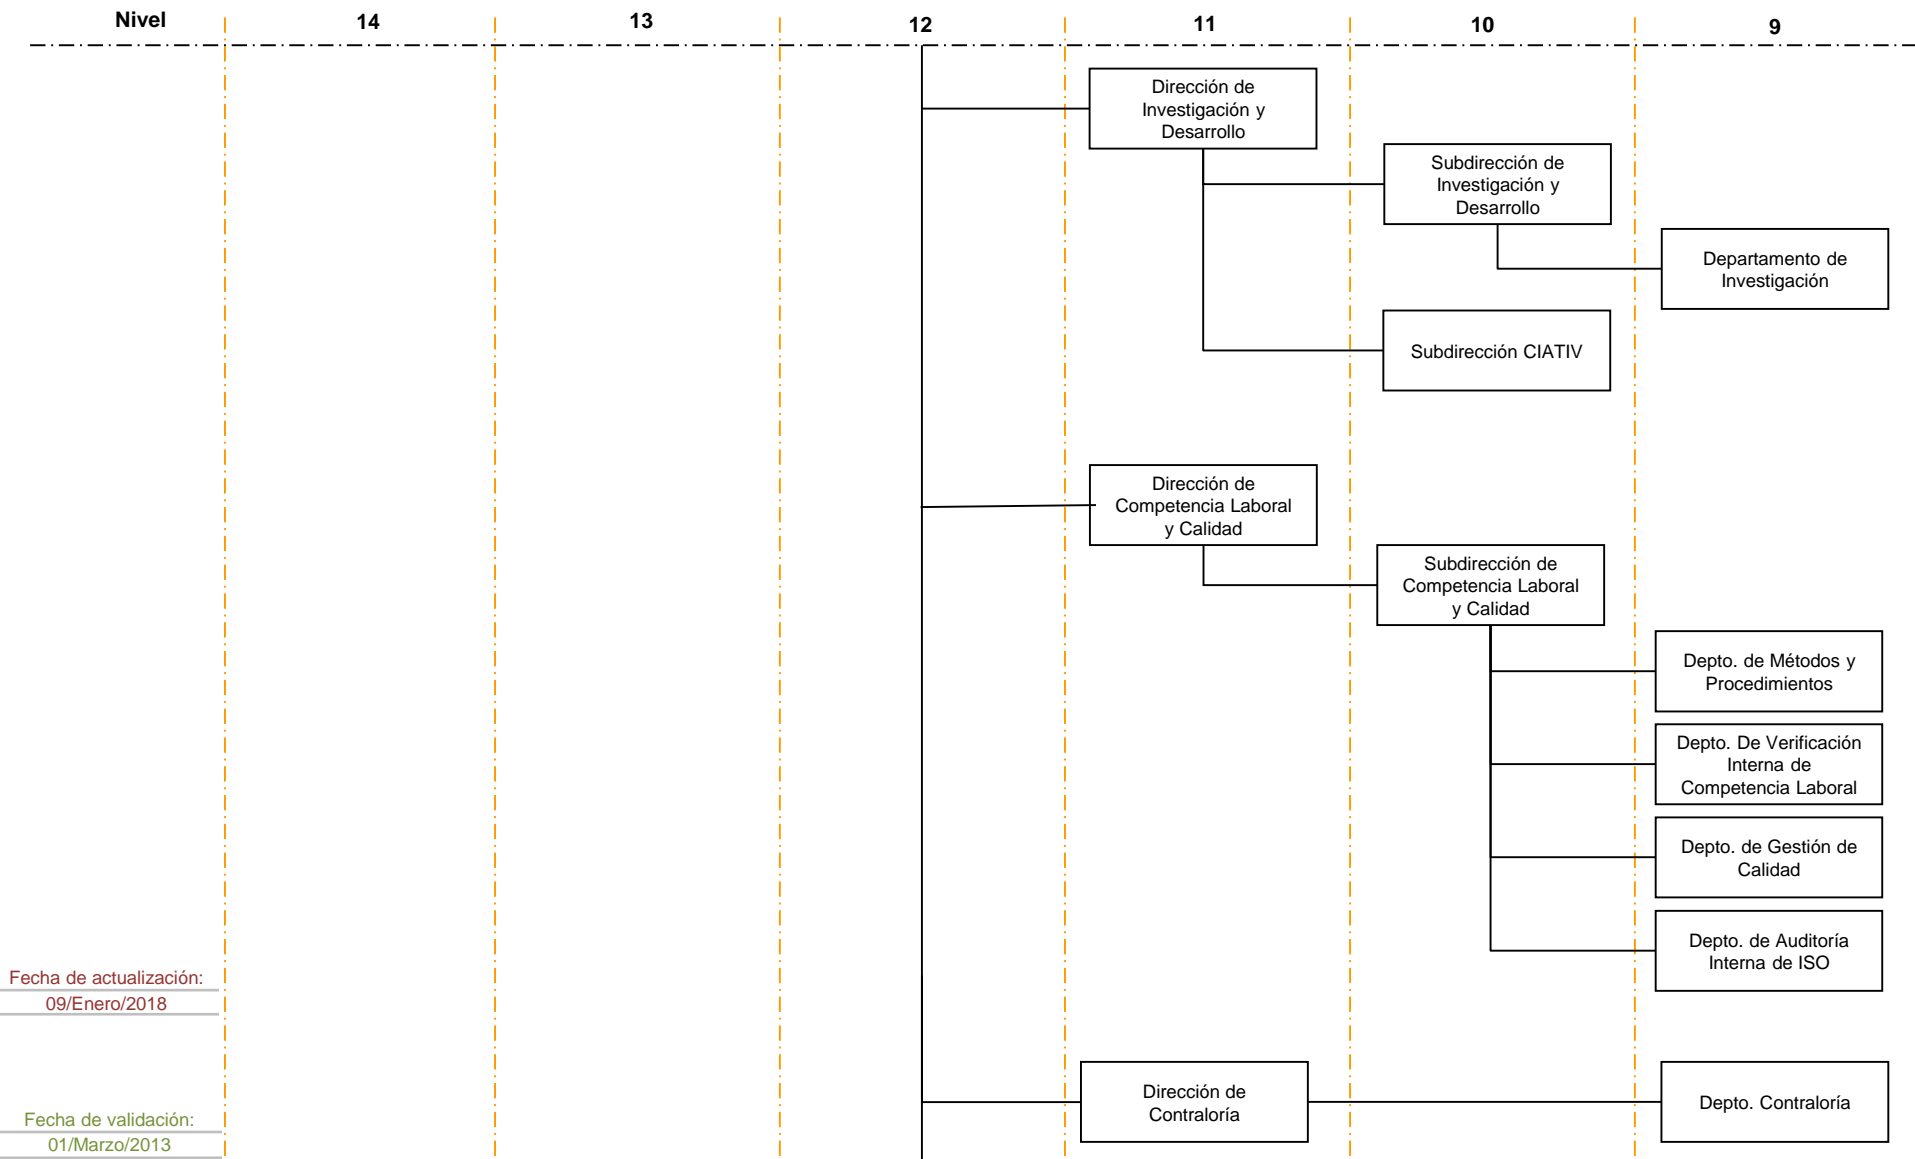 Nivel
14
13
12
11
10
9
Dirección de
Investigación y
Desarrollo
Subdirección de
Investigación y
Desarrollo
Departamento de
Investigación
Subdirección CIATIV
Dirección de
Competencia Laboral
y Calidad
Subdirección de
Competencia Laboral
y Calidad
Depto. de Métodos y
Procedimientos
Depto. De Verificación
Interna de
Competencia Laboral
Depto. de Gestión de
Calidad
Depto. de Auditoría
Interna de ISO
Fecha de actualización:
09/Enero/2018
Dirección de
Contraloría
Depto. Contraloría
Fecha de validación:
01/Marzo/2013